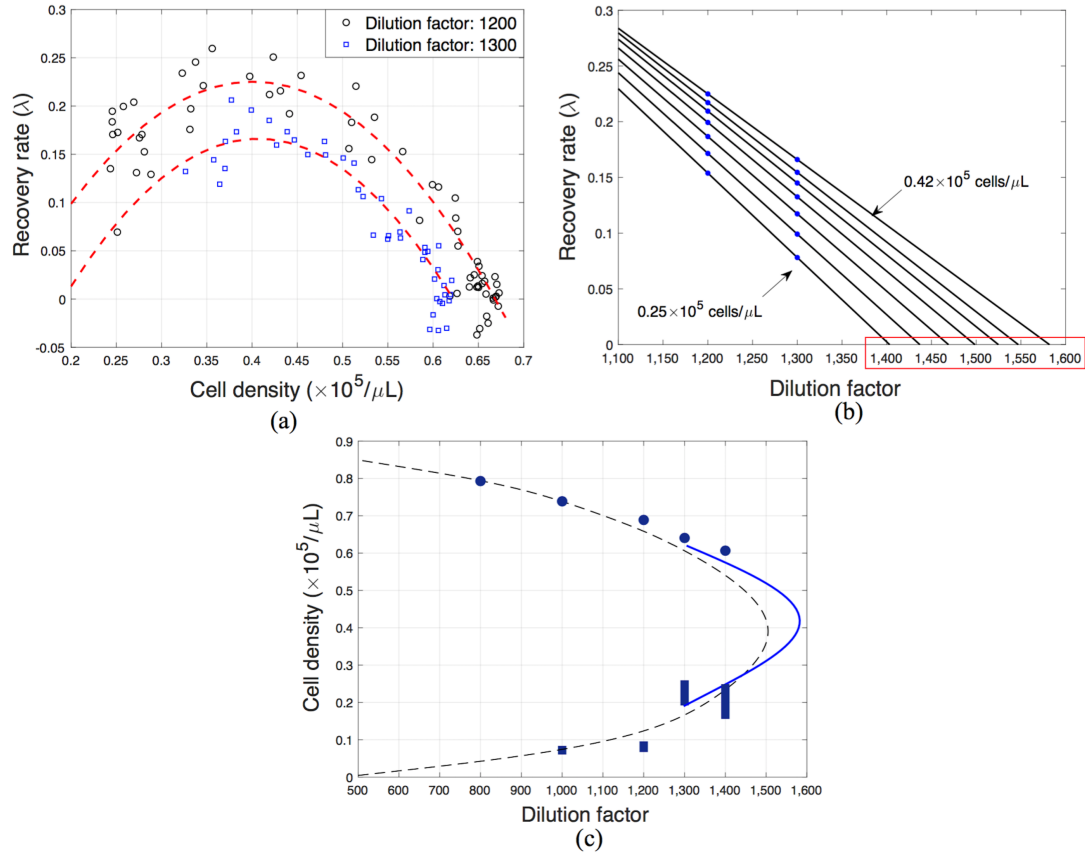 0.3
0.25
0.2
0.15
0.1
0.05
0
-0.05
Recovery rate (λ)
Dilution factor: 1200
Dilution factor: 1300
0.2 0.25 0.3 0.35 0.4 0.45 0.5 0.55 0.6 0.65 0.7
Cell density (×10⁵/μL)
(a)
0.3
0.25
0.2
0.15
0.1
0.05
0
Recovery rate (λ)
0.42×10⁵ cells/μL
0.25×10⁵ cells/μL
1,100 1,150 1,200 1,250 1,300 1,350 1,400 1,450 1,500 1,550 1,600
Dilution factor
(b)
0.9
0.8
0.7
0.6
0.5
0.4
0.3
0.2
0.1
0
Cell density (×10⁵/μL)
500 600 700 800 900 1,000 1,100 1,200 1,300 1,400 1,500 1,600
Dilution factor
(c)